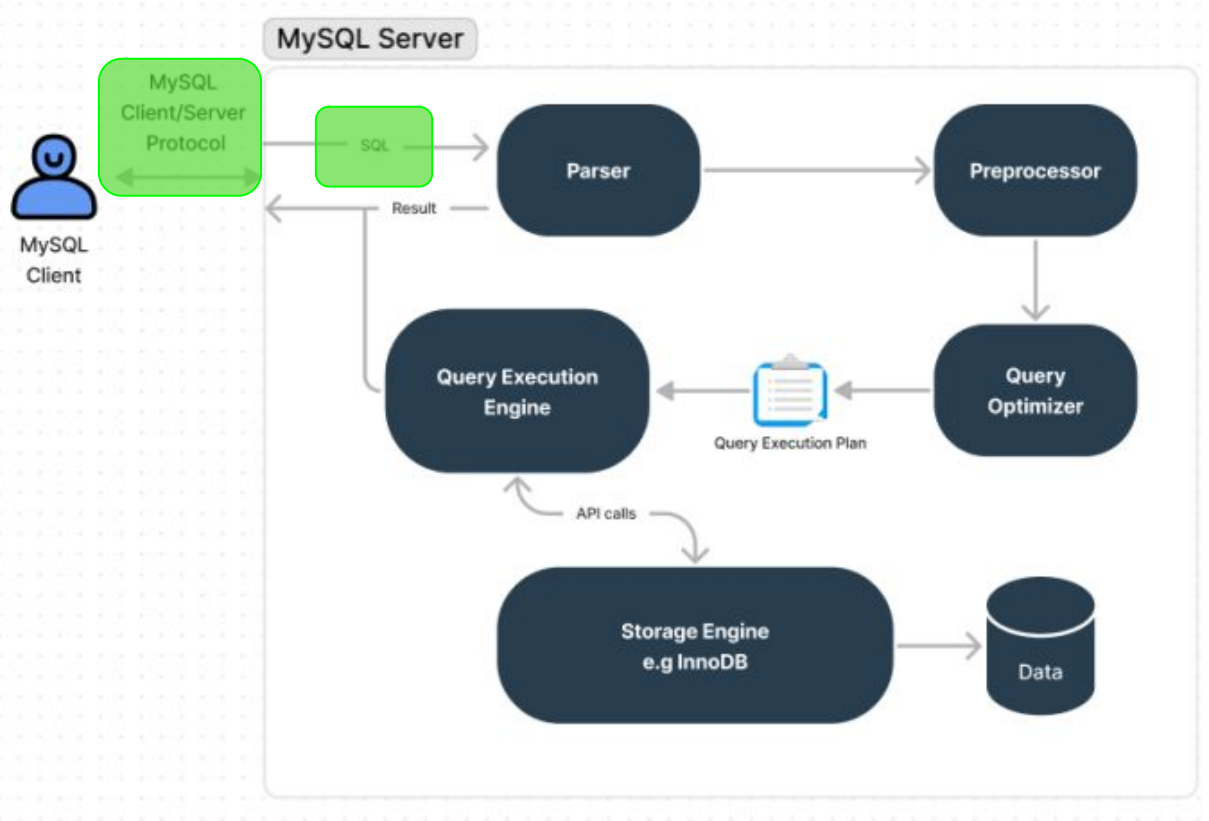 MySQL Server
MySQL
Client/Server
Protocol
SQL
Result
MySQL
Client
Parser
Preprocessor
Query Execution
Engine
Query Execution Plan
Query
Optimizer
API calls
Storage Engine
e.g InnoDB
Data